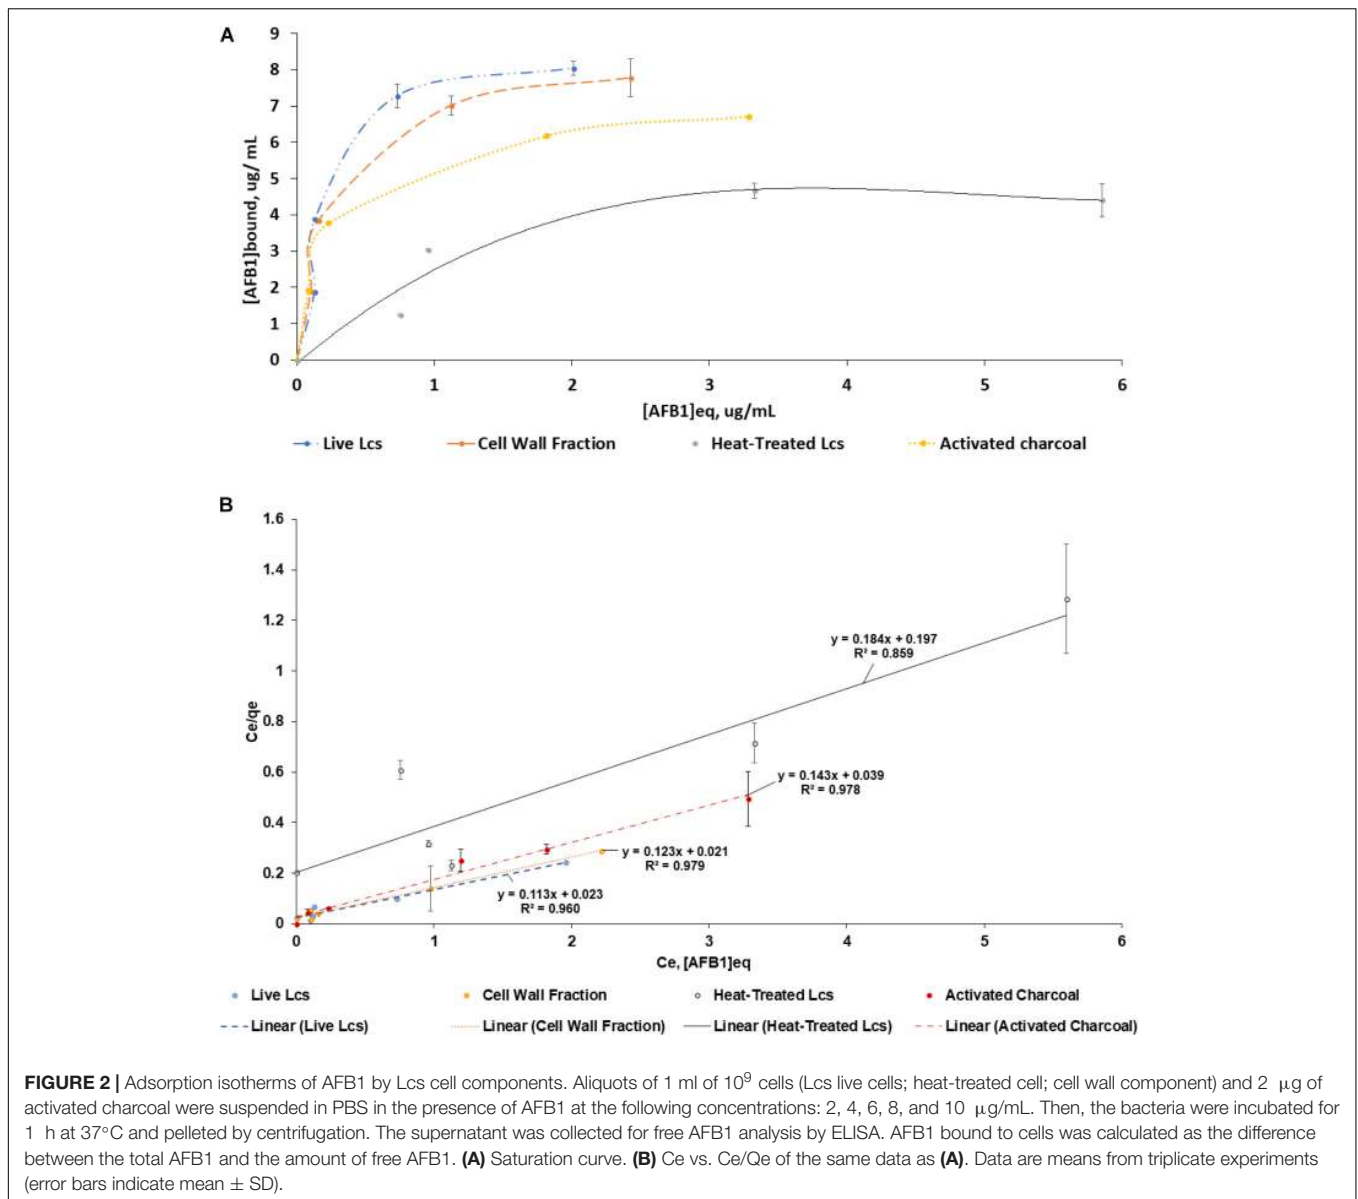 A
9
8
7
6
5
4
3
2
1
0
[AFB1]bound, ug/ mL
0 1 2 3 4 5 6
[AFB1]eq, ug/mL
Live Lcs Cell Wall Fraction Heat-Treated Lcs Activated charcoal
B
1.6
1.4
1.2
1
0.8
0.6
0.4
0.2
0
Ce/qe
y = 0.184x + 0.197
R² = 0.859
y = 0.143x + 0.039
R² = 0.978
y = 0.123x + 0.021
R² = 0.979
y = 0.113x + 0.023
R² = 0.960
0 1 2 3 4 5 6
Ce, [AFB1]eq
Live Lcs Cell Wall Fraction Heat-Treated Lcs Activated Charcoal
Linear (Live Lcs) Linear (Cell Wall Fraction) Linear (Heat-Treated Lcs) Linear (Activated Charcoal)
FIGURE 2 | Adsorption isotherms of AFB1 by Lcs cell components. Aliquots of 1 ml of 10⁹ cells (Lcs live cells; heat-treated cell; cell wall component) and 2 μg of
activated charcoal were suspended in PBS in the presence of AFB1 at the following concentrations: 2, 4, 6, 8, and 10 μg/mL. Then, the bacteria were incubated for
1 h at 37°C and pelleted by centrifugation. The supernatant was collected for free AFB1 analysis by ELISA. AFB1 bound to cells was calculated as the difference
between the total AFB1 and the amount of free AFB1. (A) Saturation curve. (B) Ce vs. Ce/Qe of the same data as (A). Data are means from triplicate experiments
(error bars indicate mean ± SD).